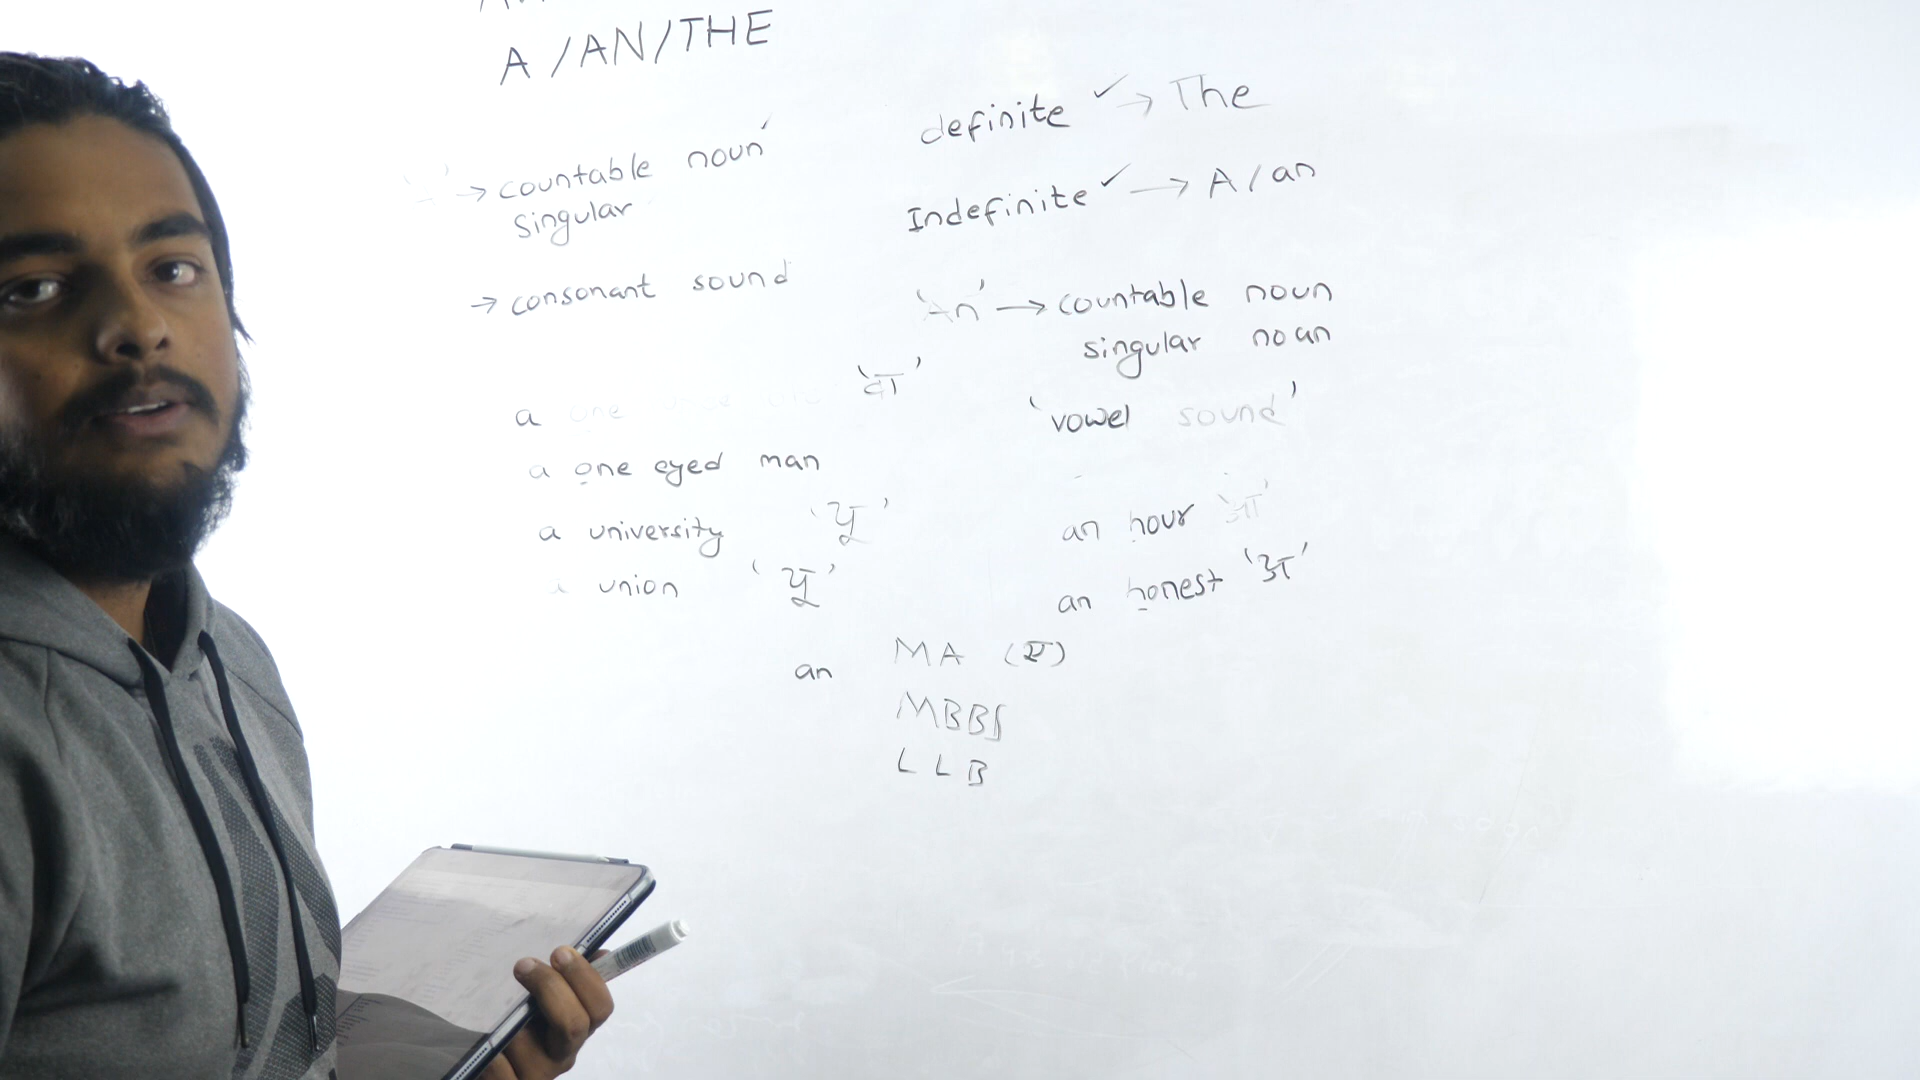 A/AN/THE
→ countable noun
singular
→ consonant sound
a one
'वा'
a one eyed man
a university 'यू'
union 'यू'
definite ✓ → The
Indefinite ✓ → A/an
'An' → countable noun
singular noun
'vowel sound'
an hour 'आ'
an honest 'अ'
an MA (ए)
MBBS
LLB